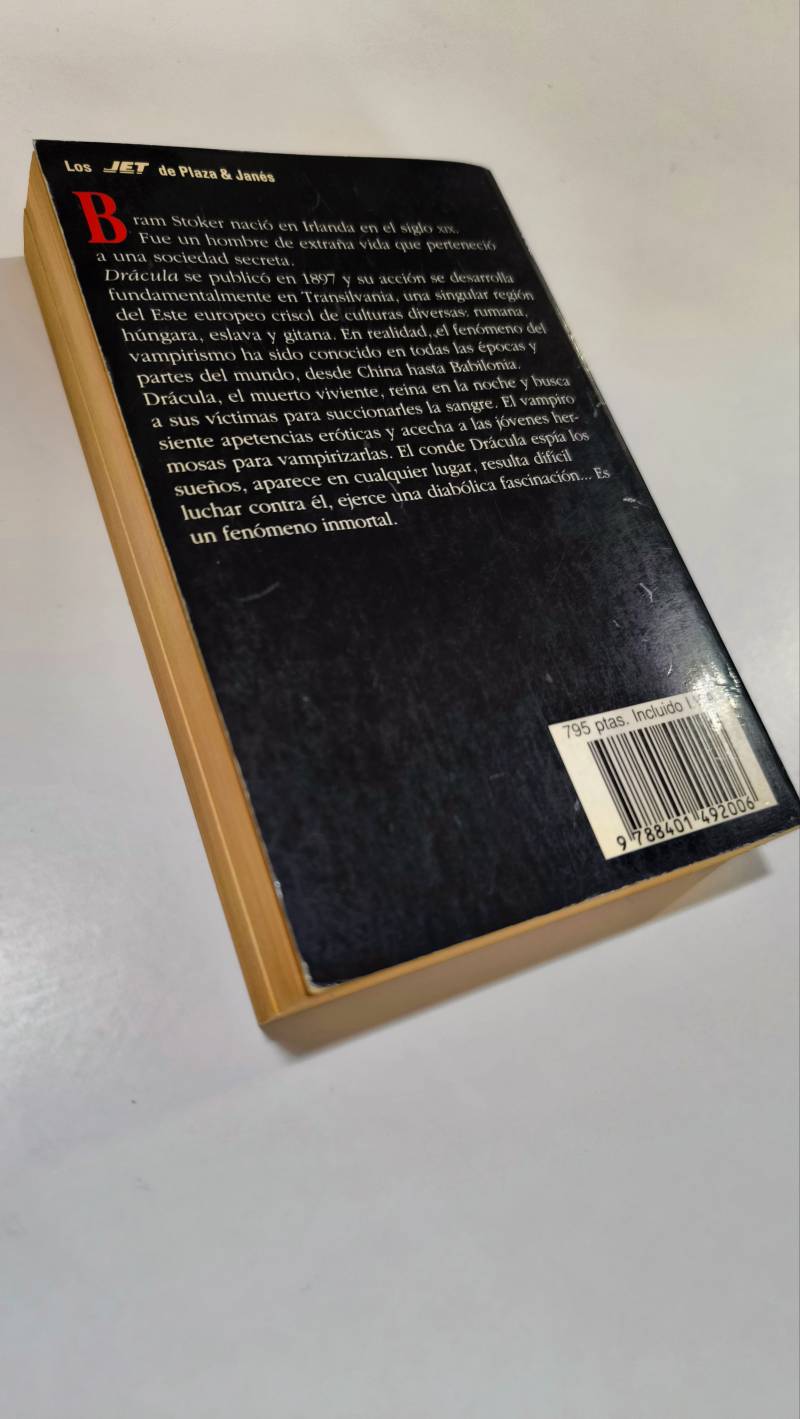 Los JET de Plaza & Janés
Bram Stoker nació en Irlanda en el siglo XIX.
Fue un hombre de extraña vida que perteneció
a una sociedad secreta.
Drácula se publicó en 1897 y su acción se desarrolla
fundamentalmente en Transilvania, una singular región
del Este europeo crisol de culturas diversas: rumana,
húngara, eslava y gitana. En realidad, el fenómeno del
vampirismo ha sido conocido en todas las épocas y
partes del mundo, desde China hasta Babilonia.
Drácula, el muerto viviente, reina en la noche y busca
a sus víctimas para succionarles la sangre. El vampiro
siente apetencias eróticas y acecha a las jóvenes her-
mosas para vampirizarlas. El conde Drácula espía los
sueños, aparece en cualquier lugar, resulta difícil
luchar contra él, ejerce una diabólica fascinación... Es
un fenómeno inmortal.
795 ptas. Incluido
9 788401 492006